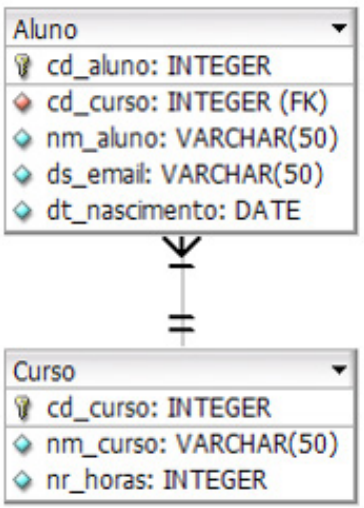 Aluno
cd_aluno: INTEGER
cd_curso: INTEGER (FK)
nm_aluno: VARCHAR(50)
ds_email: VARCHAR(50)
dt_nascimento: DATE
Curso
cd_curso: INTEGER
nm_curso: VARCHAR(50)
nr_horas: INTEGER